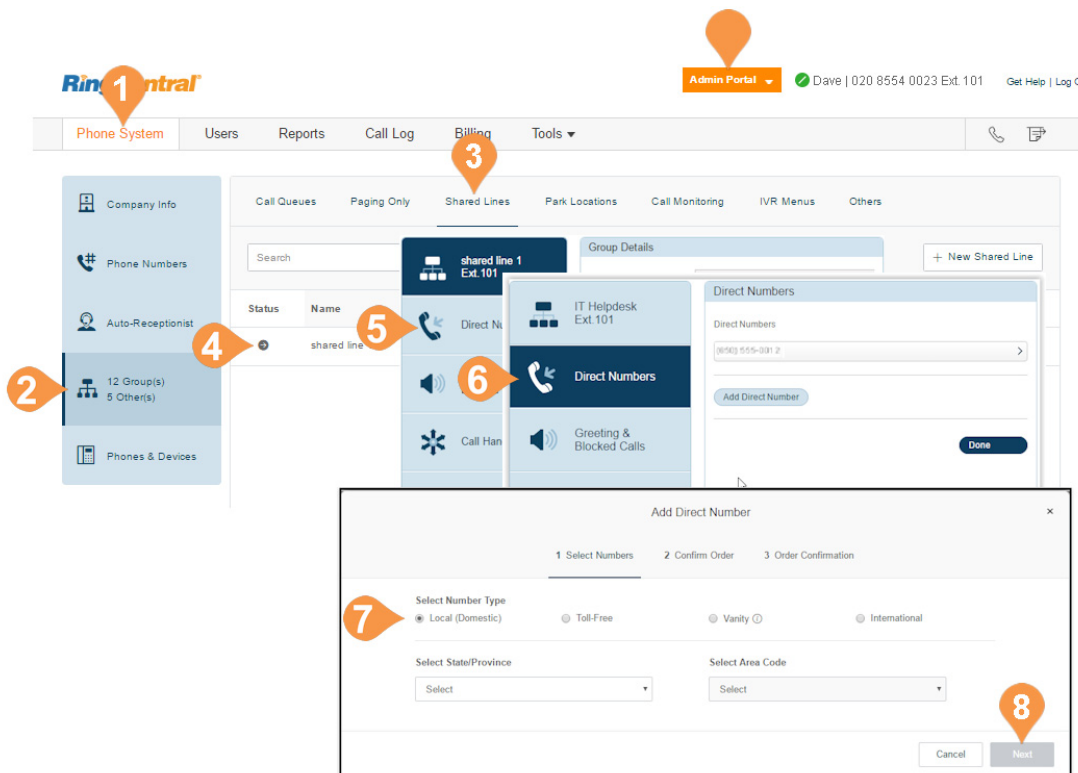 RingCentral®
1
Admin Portal
Dave | 020 8554 0023 Ext. 101
Get Help | Log O
Phone System
Users
Reports
Call Log
Billing
Tools
3
Company Info
Phone Numbers
Auto-Receptionist
2
12 Group(s)
5 Other(s)
Phones & Devices
Call Queues
Paging Only
Shared Lines
Park Locations
Call Monitoring
IVR Menus
Others
Search
+ New Shared Line
Status
Name
4
shared line
shared line 1
Ext.101
5
Direct Nu
Call Han
Group Details
IT Helpdesk
Ext.101
6
Direct Numbers
Greeting &
Blocked Calls
Direct Numbers
Direct Numbers
(650) 555-0012
Add Direct Number
Done
Add Direct Number
×
1 Select Numbers
2 Confirm Order
3 Order Confirmation
Select Number Type
7
Local (Domestic)
Toll-Free
Vanity
International
Select State/Province
Select Area Code
Select
Select
8
Cancel
Next